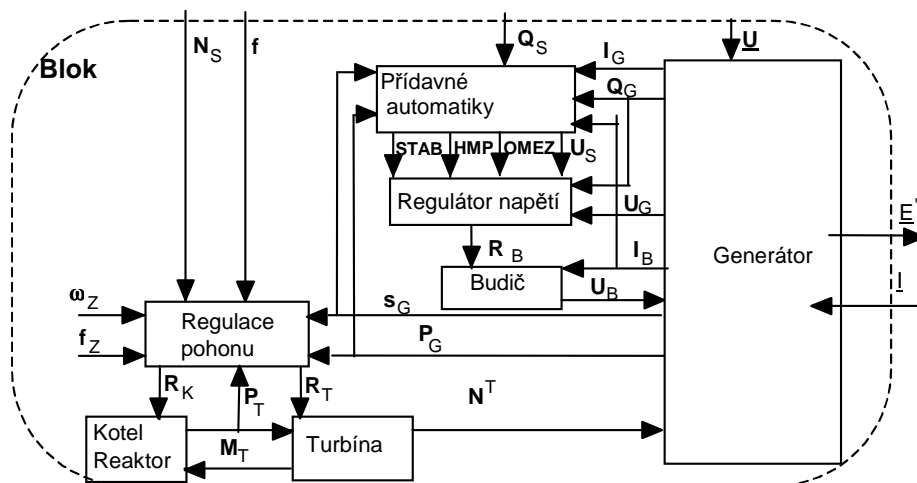 N_S
f
Q_S
U
Blok
I_G
Přídavné
automatiky
Q_G
STAB
HMP
OMEZ
U_S
Regulátor napětí
U_G
E'
R_B
I_B
Generátor
Budič
U_B
I
ω_Z
s_G
Regulace
pohonu
f_Z
P_G
R_K
P_T
R_T
N^T
Kotel
Reaktor
M_T
Turbína